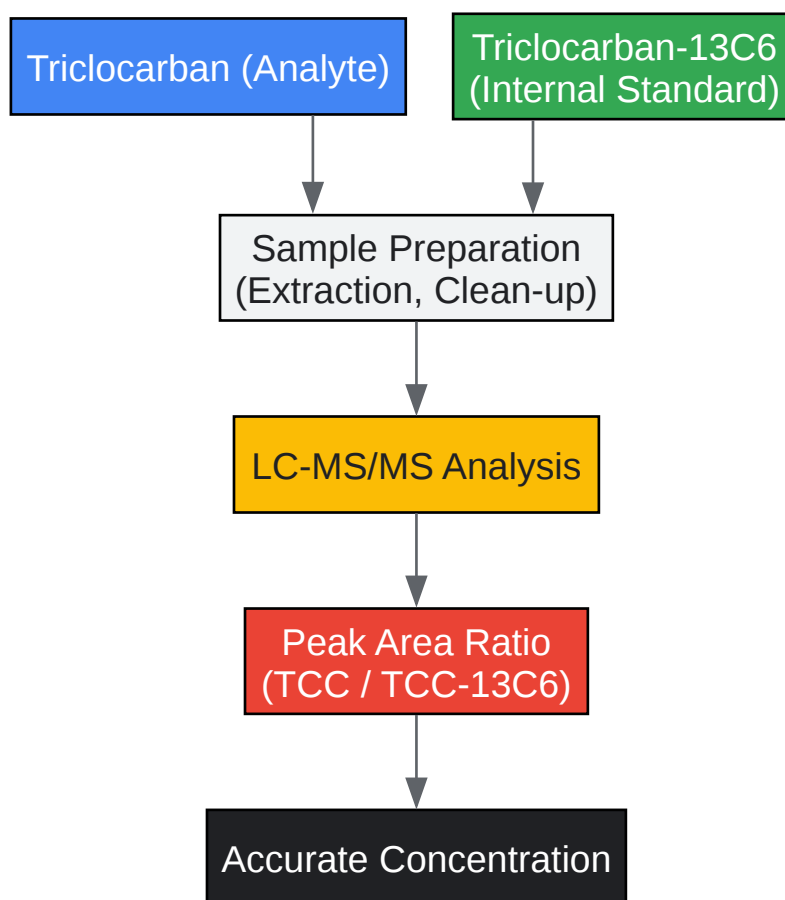 Triclocarban (Analyte)
Triclocarban-13C6
(Internal Standard)
Sample Preparation
(Extraction, Clean-up)
LC-MS/MS Analysis
Peak Area Ratio
(TCC / TCC-13C6)
Accurate Concentration